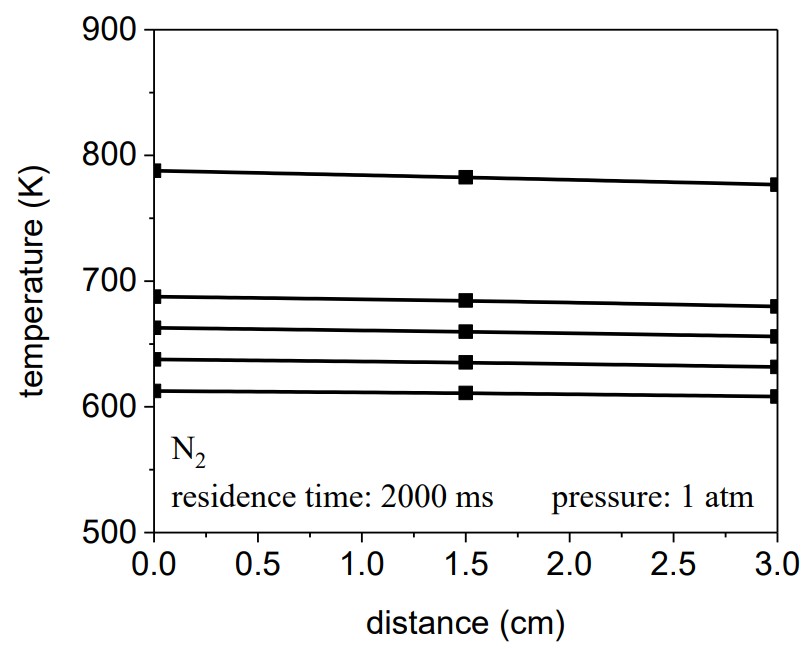 900
800
700
600
500
temperature (K)
N₂
residence time: 2000 ms pressure: 1 atm
0.0 0.5 1.0 1.5 2.0 2.5 3.0
distance (cm)